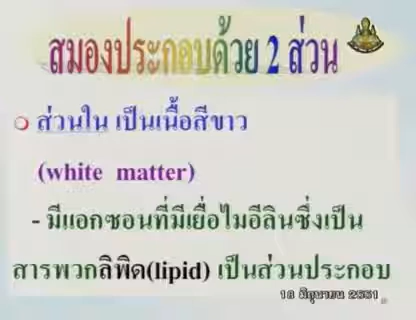 สมองประกอบด้วย 2 ส่วน
ส่วนใน เป็นเนื้อสีขาว
(white matter)
- มีแอกซอนที่มีเยื่อไมอีลินซึ่งเป็น
สารพวกลิพิด(lipid) เป็นส่วนประกอบ
18 มิถุนายน 2551